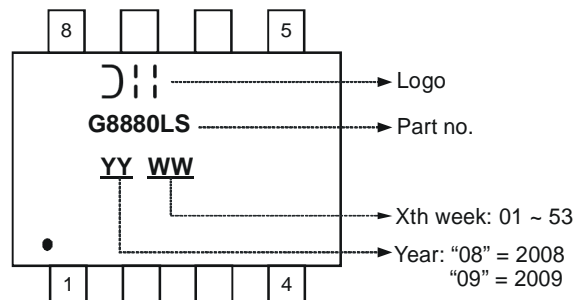 8 5
Logo
G8880LS Part no.
YY WW
Xth week: 01 ~ 53
Year: “08” = 2008
“09” = 2009
1 4